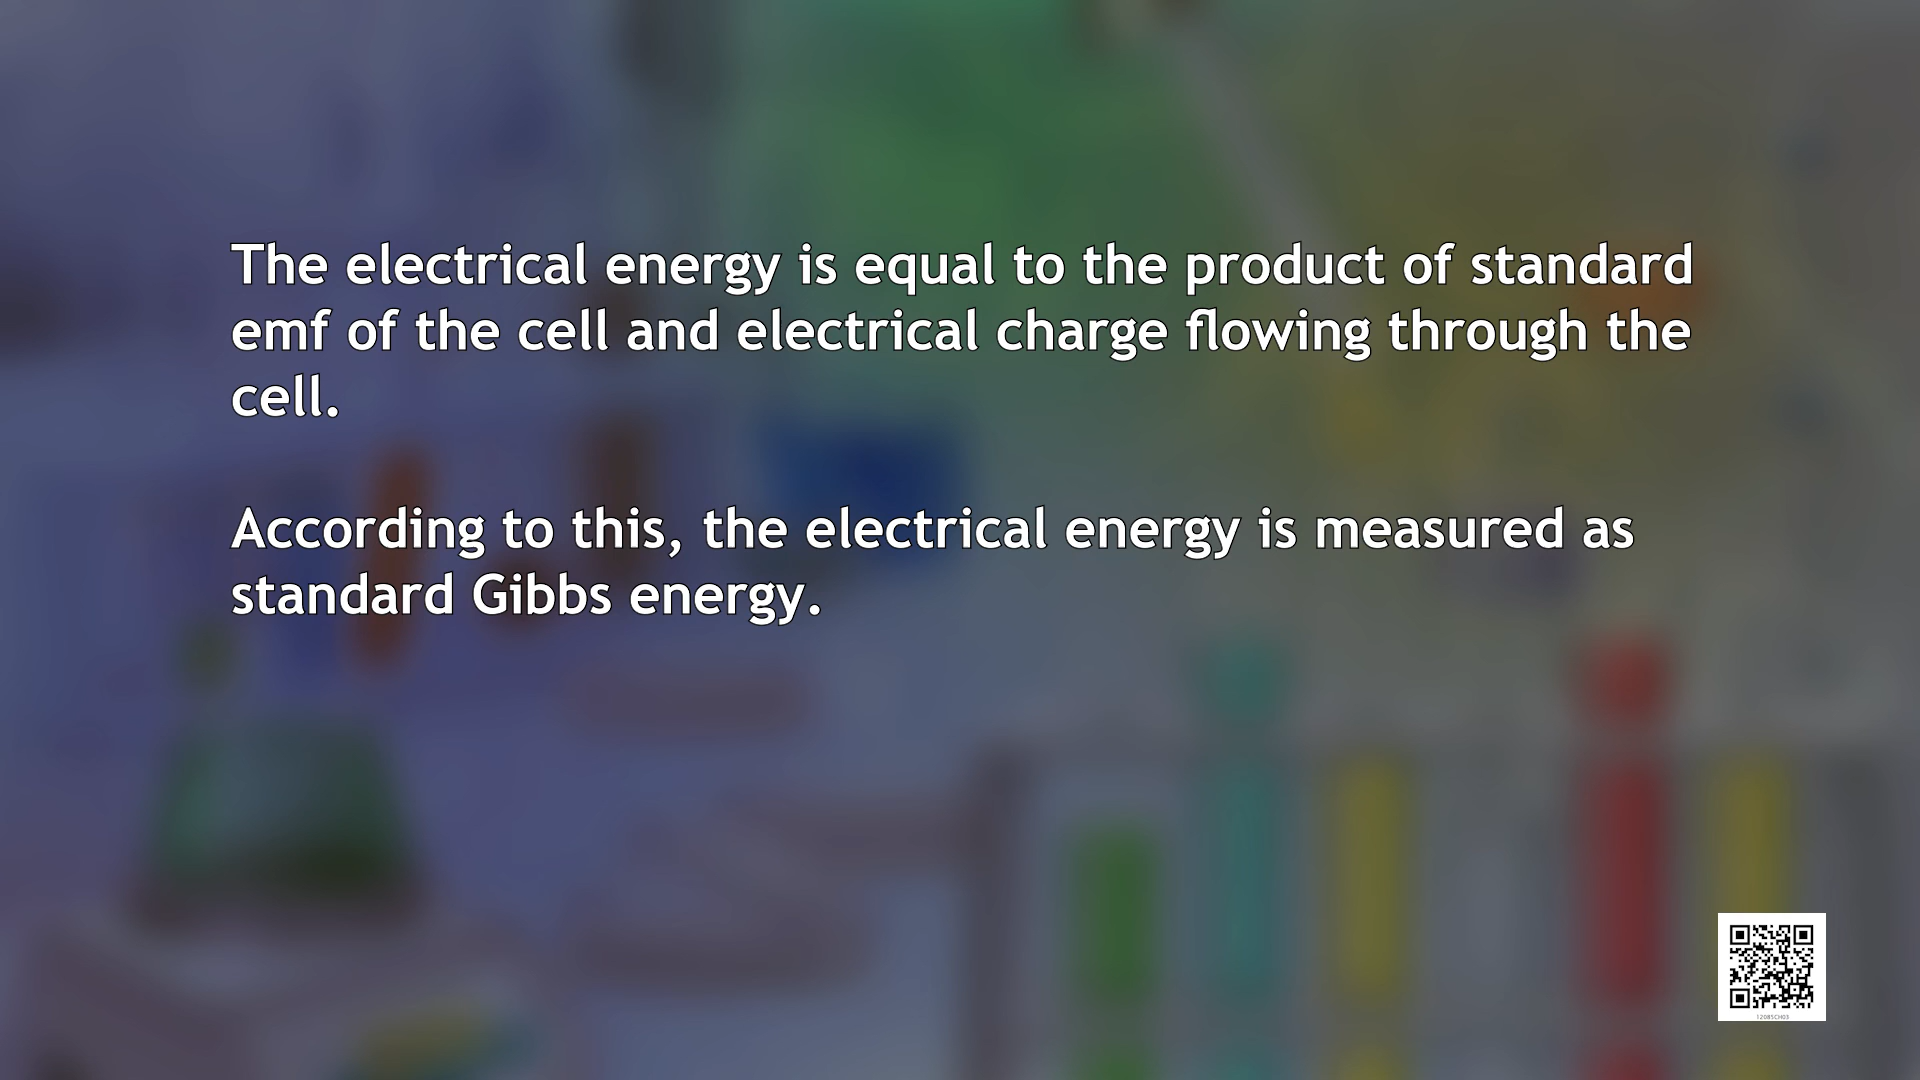 The electrical energy is equal to the product of standard
emf of the cell and electrical charge flowing through the
cell.
According to this, the electrical energy is measured as
standard Gibbs energy.
12085CH03